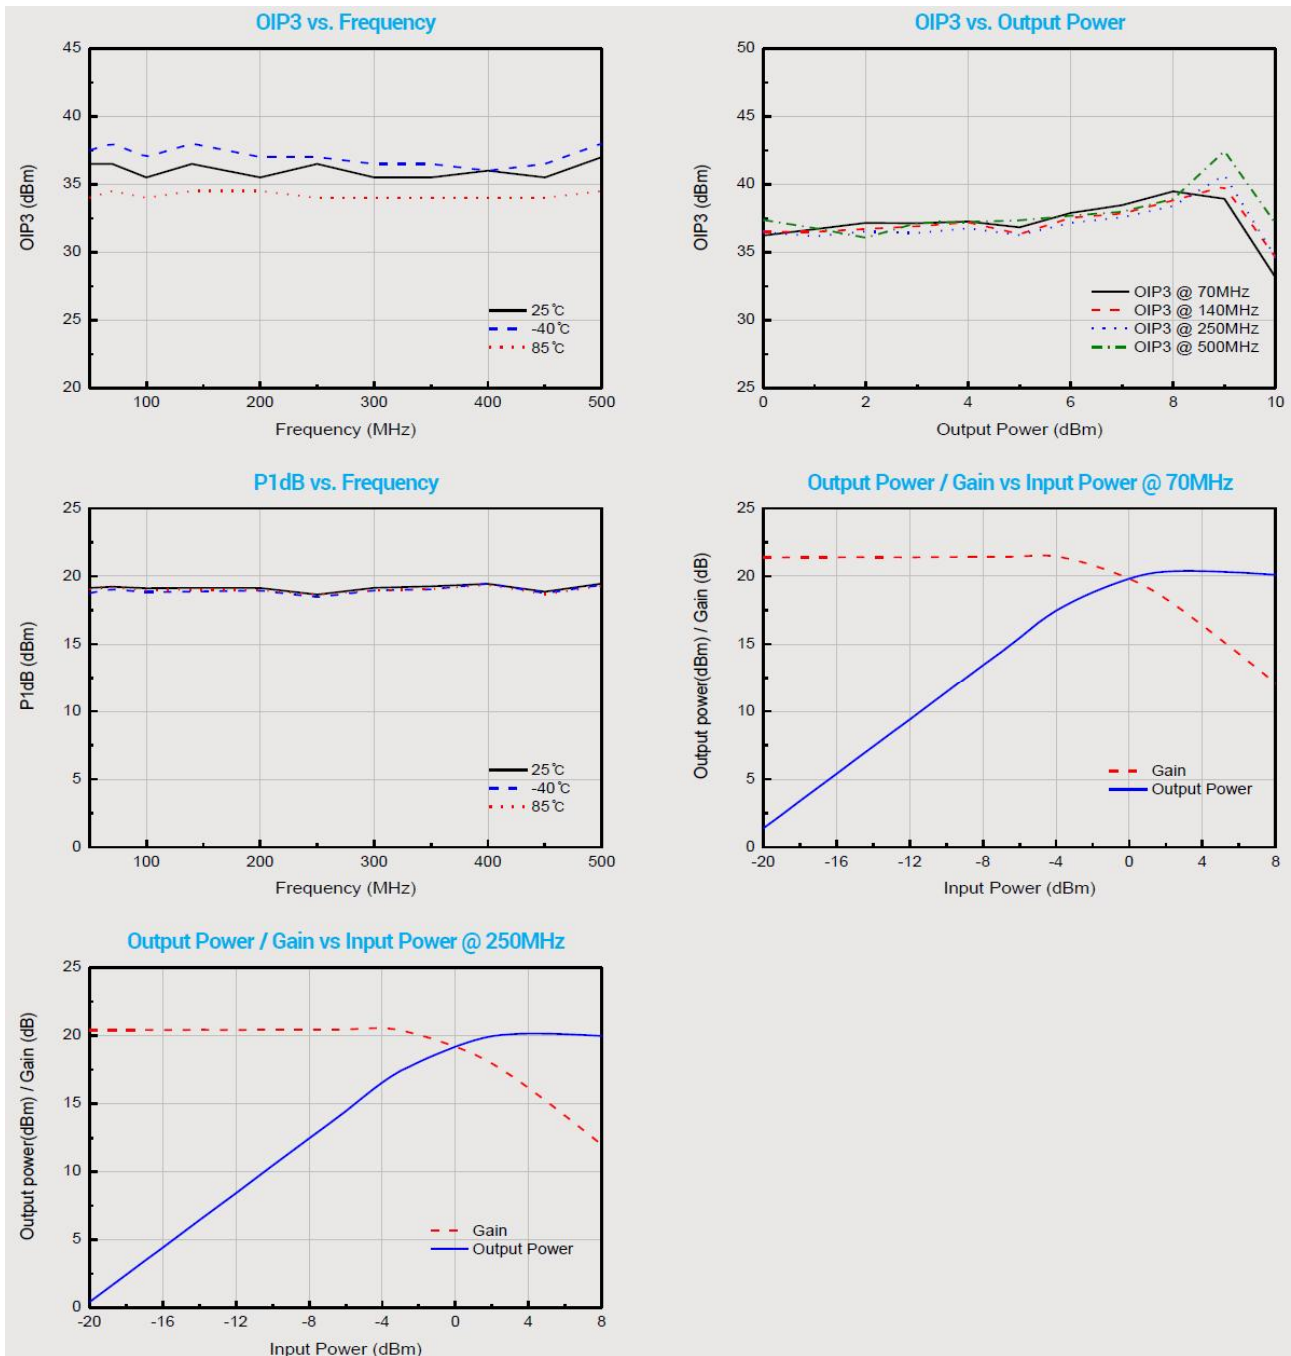 OIP3 vs. Frequency
45
40
35
30
25
20
OIP3 (dBm)
25℃
-40℃
85℃
100
200
300
400
500
Frequency (MHz)
OIP3 vs. Output Power
50
45
40
35
30
25
OIP3 (dBm)
OIP3 @ 70MHz
OIP3 @ 140MHz
OIP3 @ 250MHz
OIP3 @ 500MHz
0
2
4
6
8
10
Output Power (dBm)
P1dB vs. Frequency
25
20
15
10
5
0
P1dB (dBm)
25℃
-40℃
85℃
100
200
300
400
500
Frequency (MHz)
Output Power / Gain vs Input Power @ 70MHz
25
20
15
10
5
0
Output power(dBm) / Gain (dB)
Gain
Output Power
-20
-16
-12
-8
-4
0
4
8
Input Power (dBm)
Output Power / Gain vs Input Power @ 250MHz
25
20
15
10
5
0
Output power(dBm) / Gain (dB)
Gain
Output Power
-20
-16
-12
-8
-4
0
4
8
Input Power (dBm)